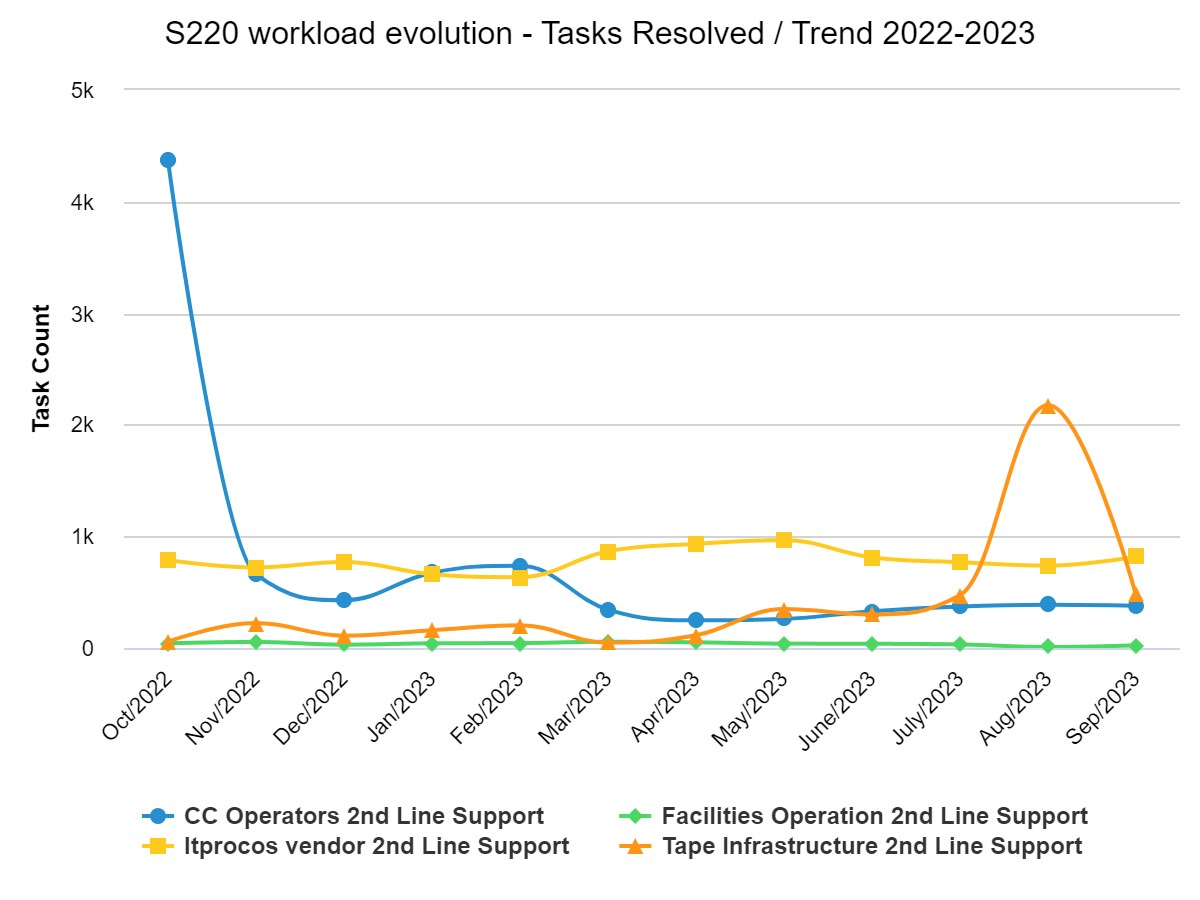 S220 workload evolution - Tasks Resolved / Trend 2022-2023
5k
4k
3k
2k
1k
0
Task Count
Oct/2022
Nov/2022
Dec/2022
Jan/2023
Feb/2023
Mar/2023
Apr/2023
May/2023
June/2023
July/2023
Aug/2023
Sep/2023
CC Operators 2nd Line Support
Facilities Operation 2nd Line Support
Itprocos vendor 2nd Line Support
Tape Infrastructure 2nd Line Support